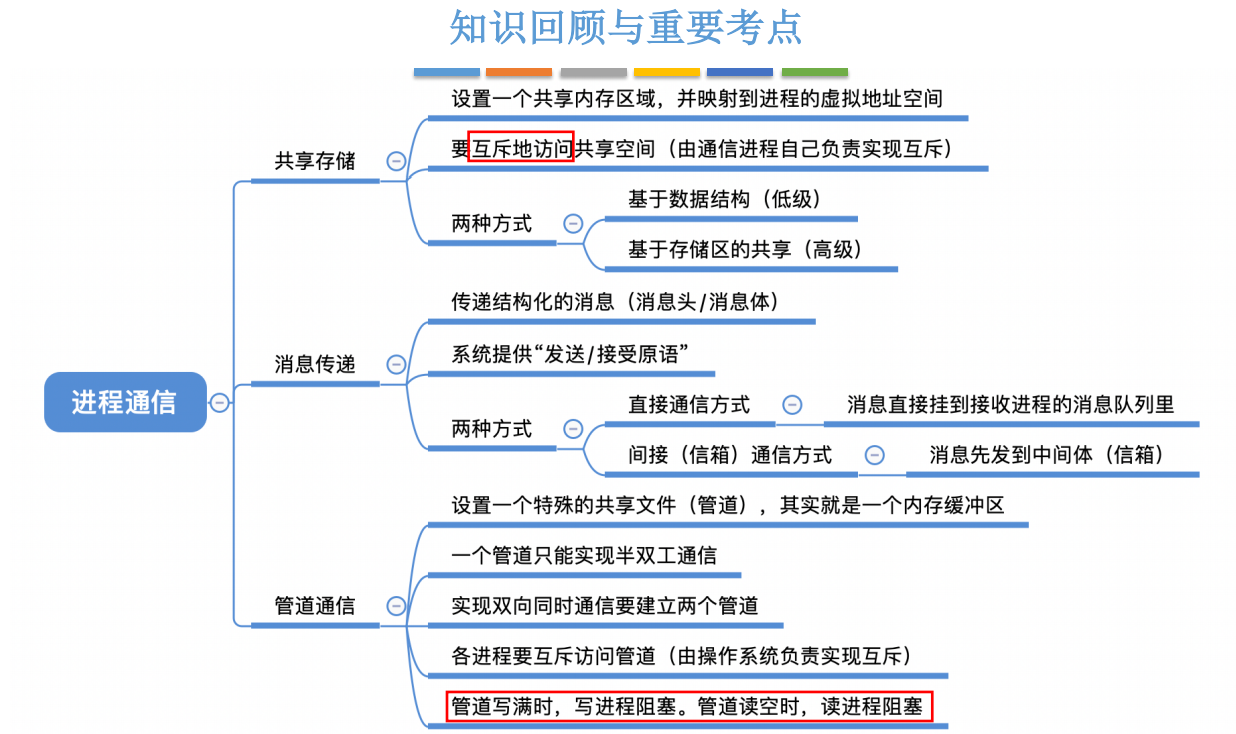 知识回顾与重要考点
进程通信
共享存储
设置一个共享内存区域，并映射到进程的虚拟地址空间
要互斥地访问共享空间（由通信进程自己负责实现互斥）
两种方式
基于数据结构（低级）
基于存储区的共享（高级）
消息传递
传递结构化的消息（消息头/消息体）
系统提供“发送/接受原语”
两种方式
直接通信方式
消息直接挂到接收进程的消息队列里
间接（信箱）通信方式
消息先发到中间体（信箱）
管道通信
设置一个特殊的共享文件（管道），其实就是一个内存缓冲区
一个管道只能实现半双工通信
实现双向同时通信要建立两个管道
各进程要互斥访问管道（由操作系统负责实现互斥）
管道写满时，写进程阻塞。管道读空时，读进程阻塞